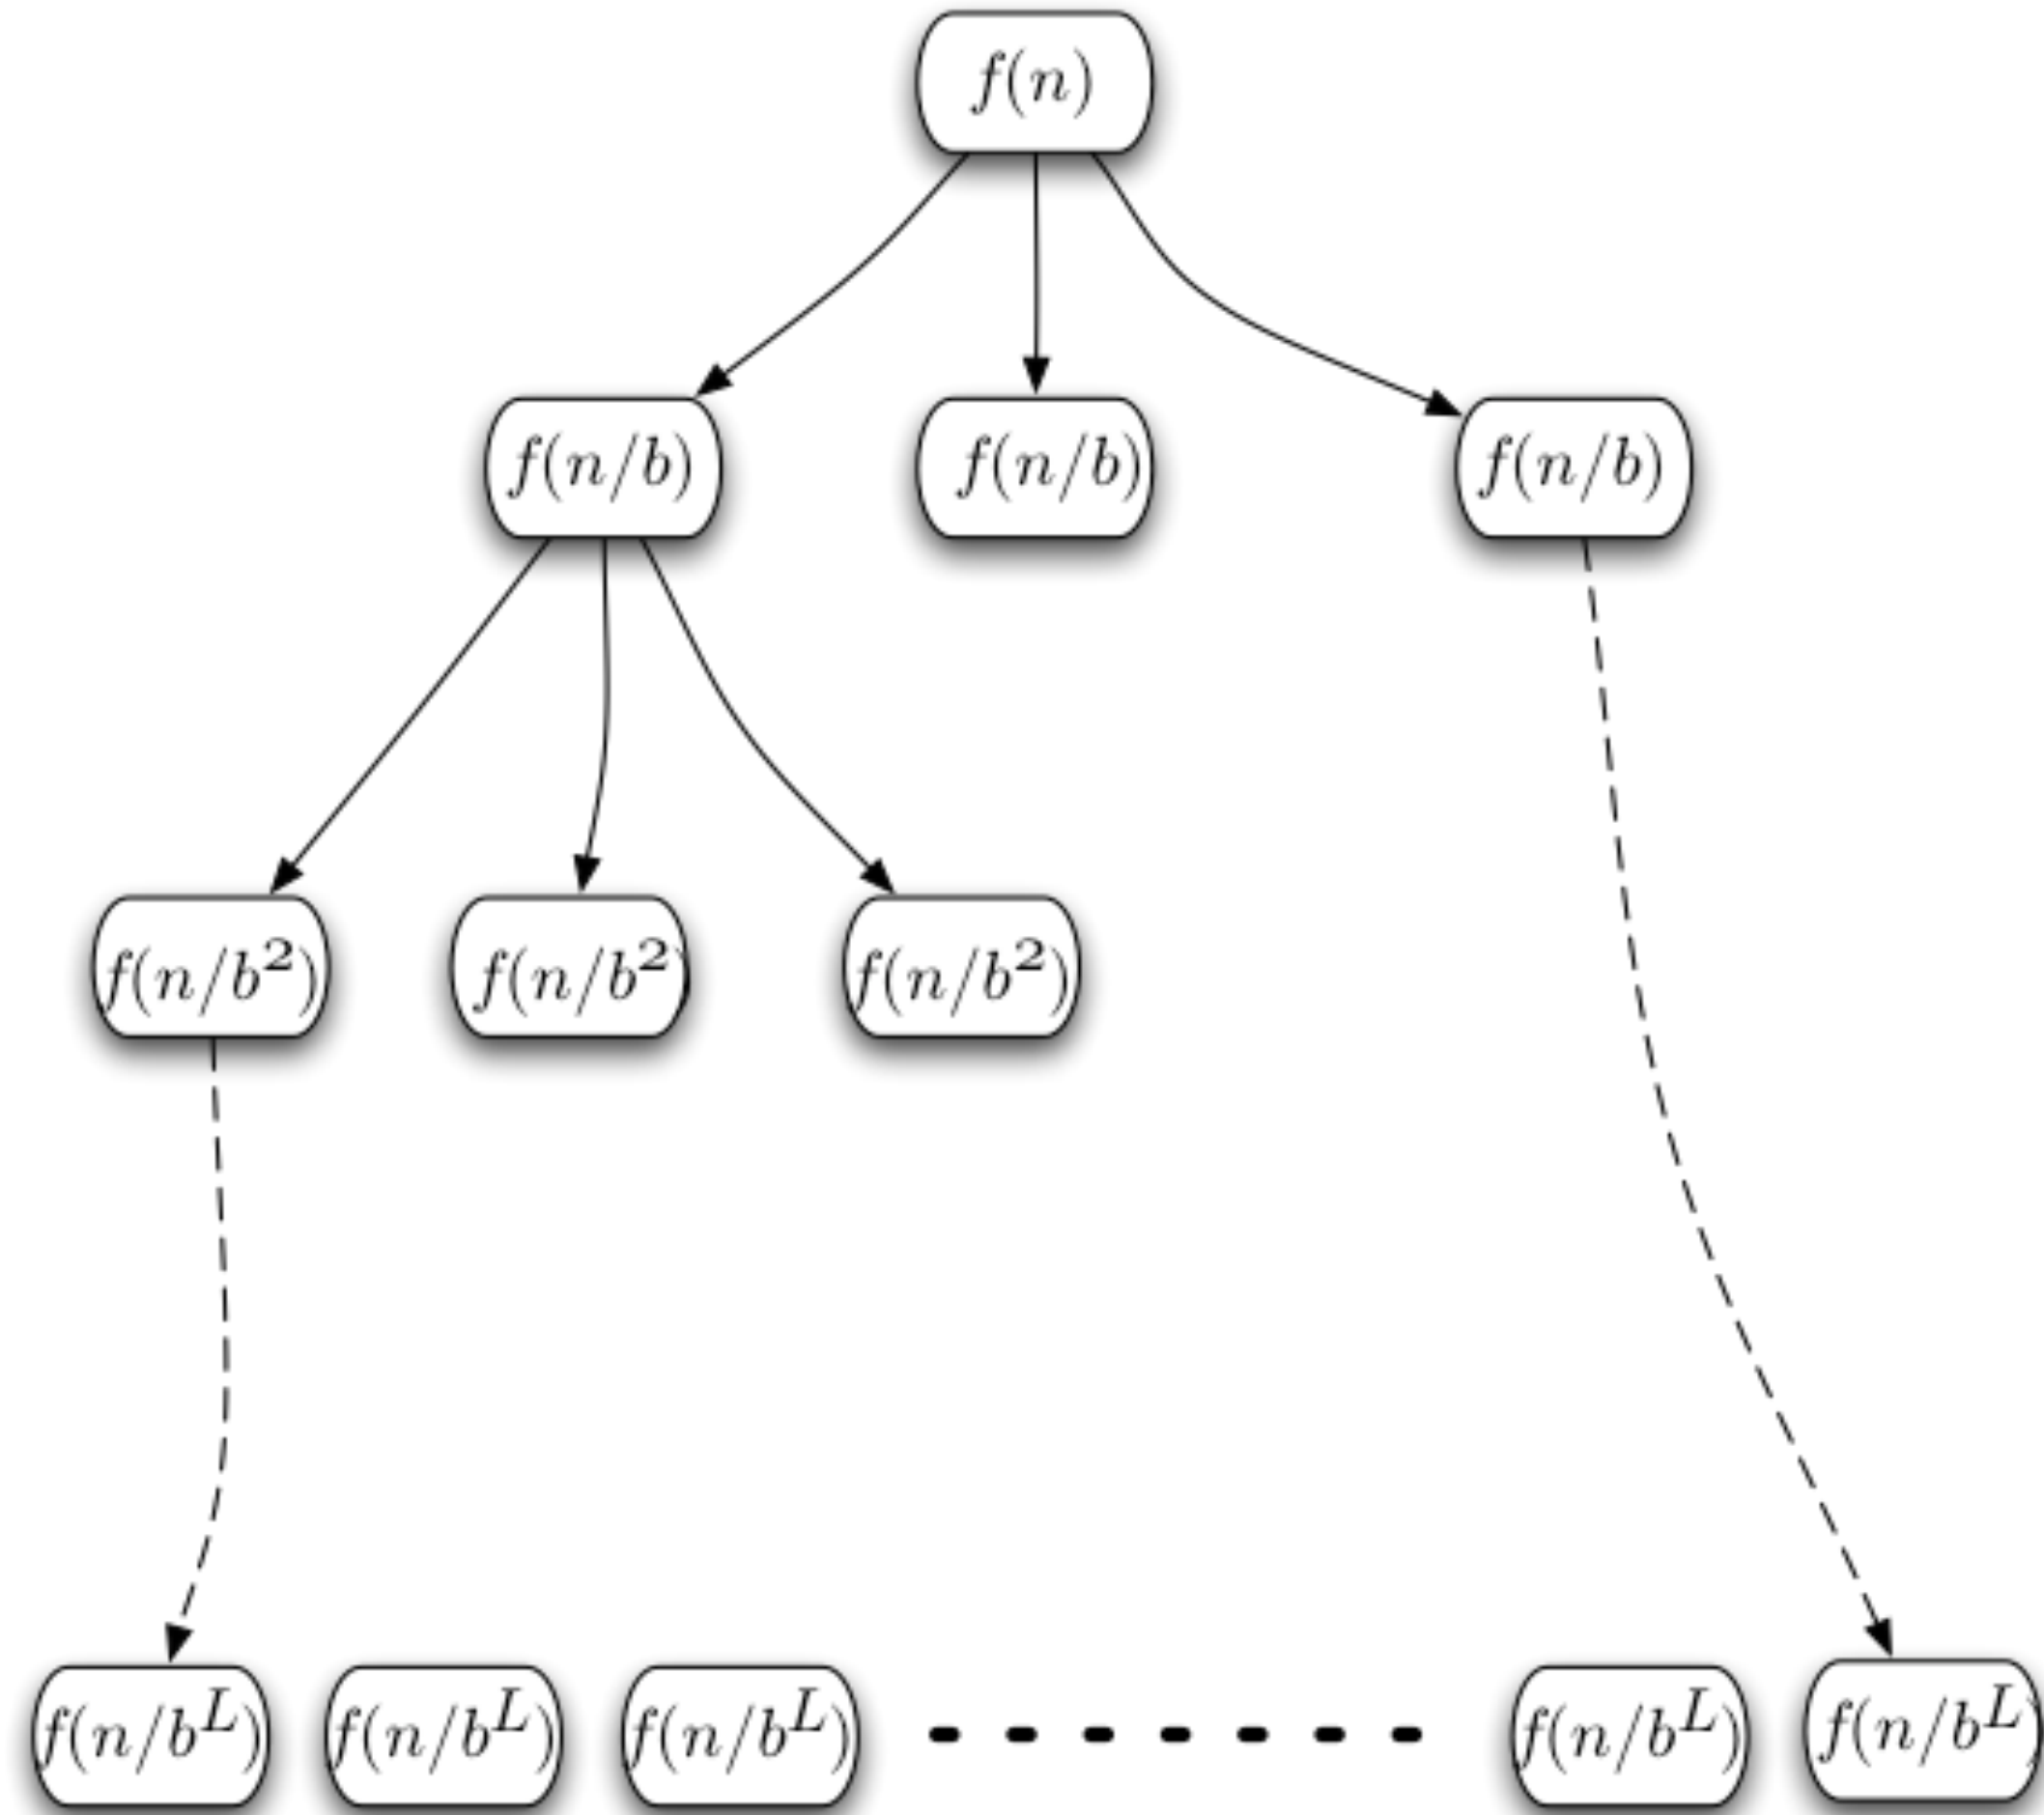 f(n)
f(n/b) f(n/b) f(n/b)
f(n/b²) f(n/b²) f(n/b²)
f(n/b^L) f(n/b^L) f(n/b^L) f(n/b^L) f(n/b^L)